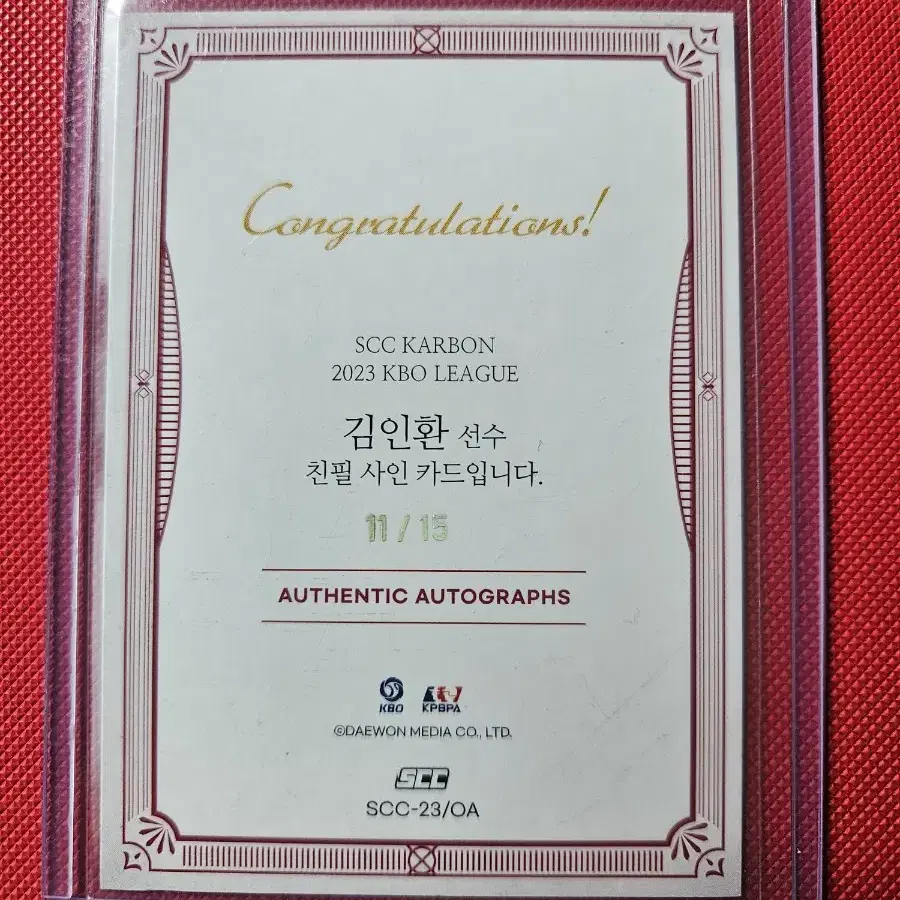 Congratulations!
SCC KARBON
2023 KBO LEAGUE
김인환 선수
친필 사인 카드입니다.
11 / 15
AUTHENTIC AUTOGRAPHS
KBO KPBPA
©DAEWON MEDIA CO., LTD.
SCC
SCC-23/OA